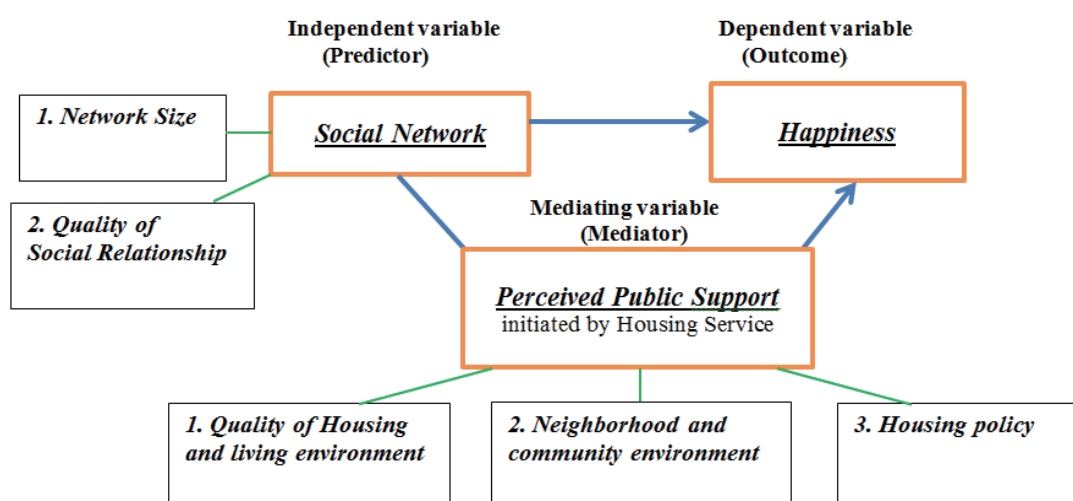 Independent variable
(Predictor)
Dependent variable
(Outcome)
1. Network Size
Social Network
Happiness
2. Quality of
Social Relationship
Mediating variable
(Mediator)
Perceived Public Support
initiated by Housing Service
1. Quality of Housing
and living environment
2. Neighborhood and
community environment
3. Housing policy